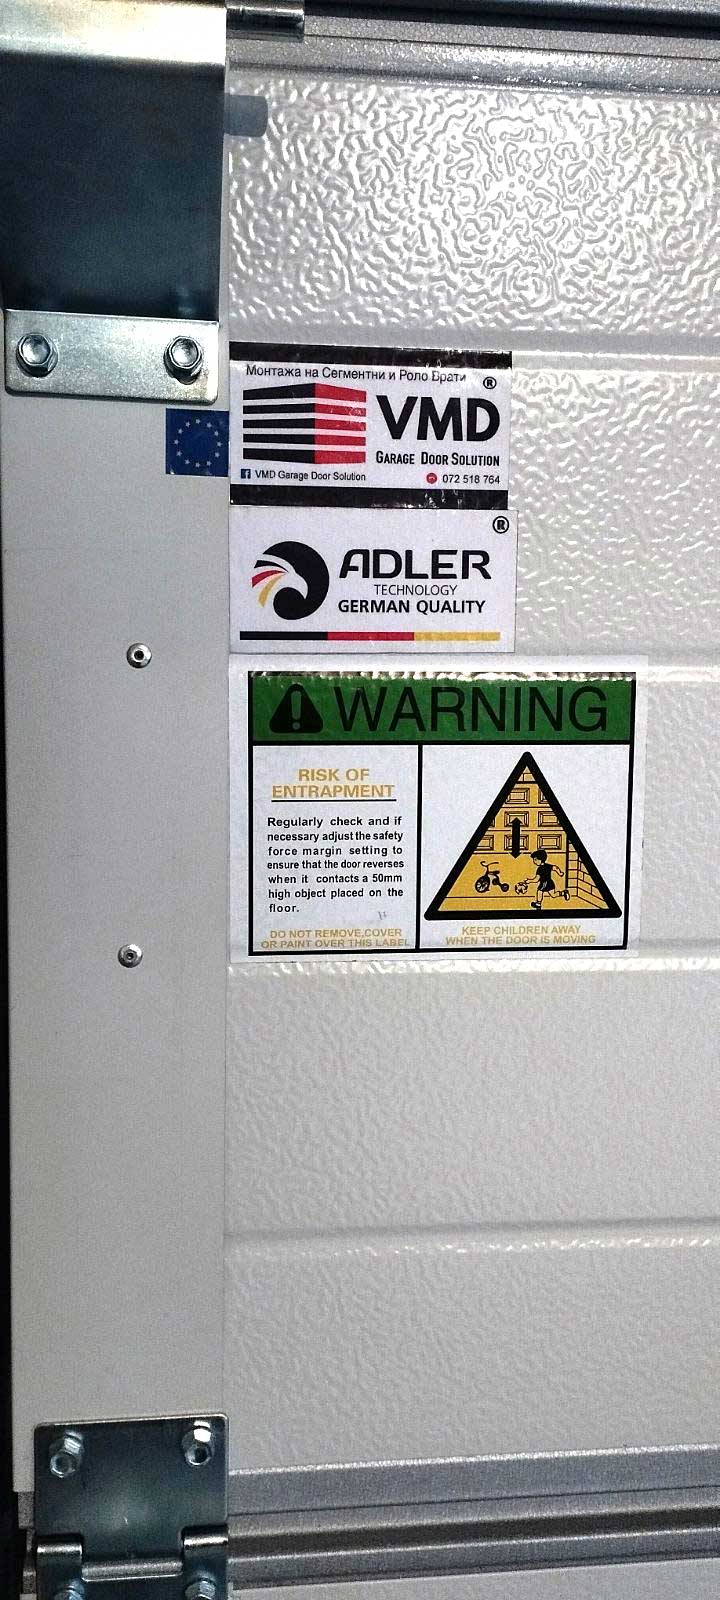 Монтажа на Сегментни и Роло Врати ®
VMD
GARAGE DOOR SOLUTION
VMD Garage Door Solution
072 518 764
®
ADLER
TECHNOLOGY
GERMAN QUALITY
WARNING
RISK OF
ENTRAPMENT
Regularly check and if
necessary adjust the safety
force margin setting to
ensure that the door reverses
when it contacts a 50mm
high object placed on the
floor.
DO NOT REMOVE,COVER
OR PAINT OVER THIS LABEL
KEEP CHILDREN AWAY
WHEN THE DOOR IS MOVING